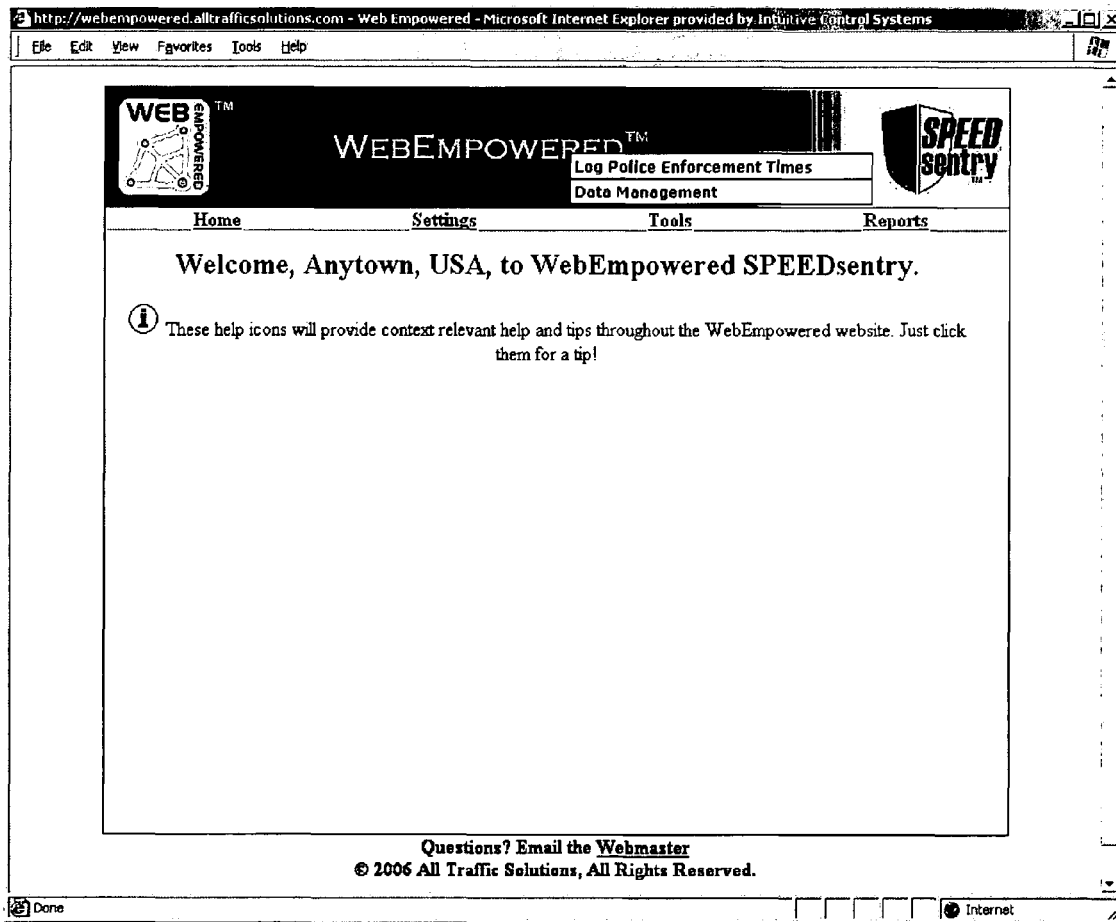 http://webempowered.alltrafficsolutions.com - Web Empowered - Microsoft Internet Explorer provided by Intuitive Control Systems
File Edit View Favorites Tools Help
WEB EMPOWERED TM
WEBEMPOWERED TM
SPEED sentry TM
Log Police Enforcement Times
Data Management
Home Settings Tools Reports
Welcome, Anytown, USA, to WebEmpowered SPEEDsentry.
i These help icons will provide context relevant help and tips throughout the WebEmpowered website. Just click
them for a tip!
Questions? Email the Webmaster
© 2006 All Traffic Solutions, All Rights Reserved.
Done Internet